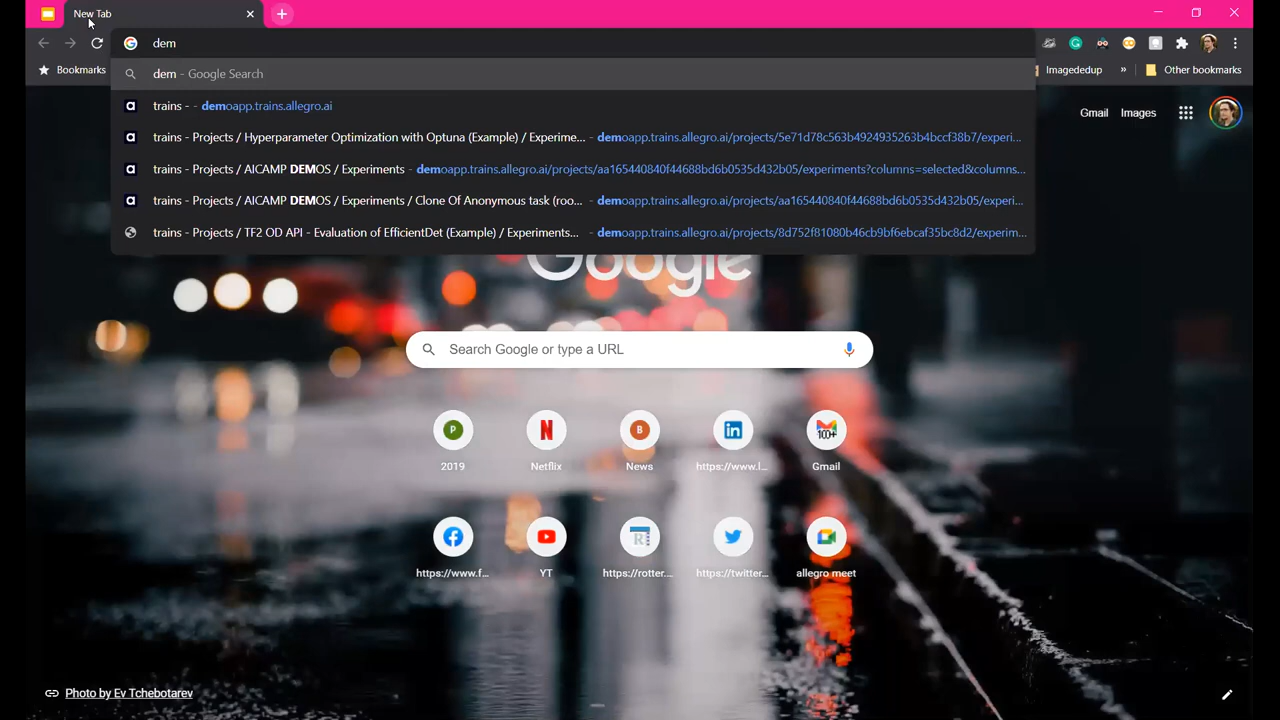 New Tab
dem
dem - Google Search
Bookmarks
Imagededup
»
Other bookmarks
trains - - demoapp.trains.allegro.ai
trains - Projects / Hyperparameter Optimization with Optuna (Example) / Experime... - demoapp.trains.allegro.ai/projects/5e71d78c563b4924935263b4bccf38b7/experi...
trains - Projects / AICAMP DEMOS / Experiments - demoapp.trains.allegro.ai/projects/aa165440840f44688bd6b0535d432b05/experiments?columns=selected&columns...
trains - Projects / AICAMP DEMOS / Experiments / Clone Of Anonymous task (roo... - demoapp.trains.allegro.ai/projects/aa165440840f44688bd6b0535d432b05/experi...
trains - Projects / TF2 OD API - Evaluation of EfficientDet (Example) / Experiments... - demoapp.trains.allegro.ai/projects/8d752f81080b46cb9bf6ebcaf35bc8d2/experim...
Gmail Images
Google
Search Google or type a URL
P
N
B
in
100+
2019
Netflix
News
https://www.l...
Gmail
R
https://www.f...
YT
https://rotter....
https://twitter...
allegro meet
Photo by Ev Tchebotarev